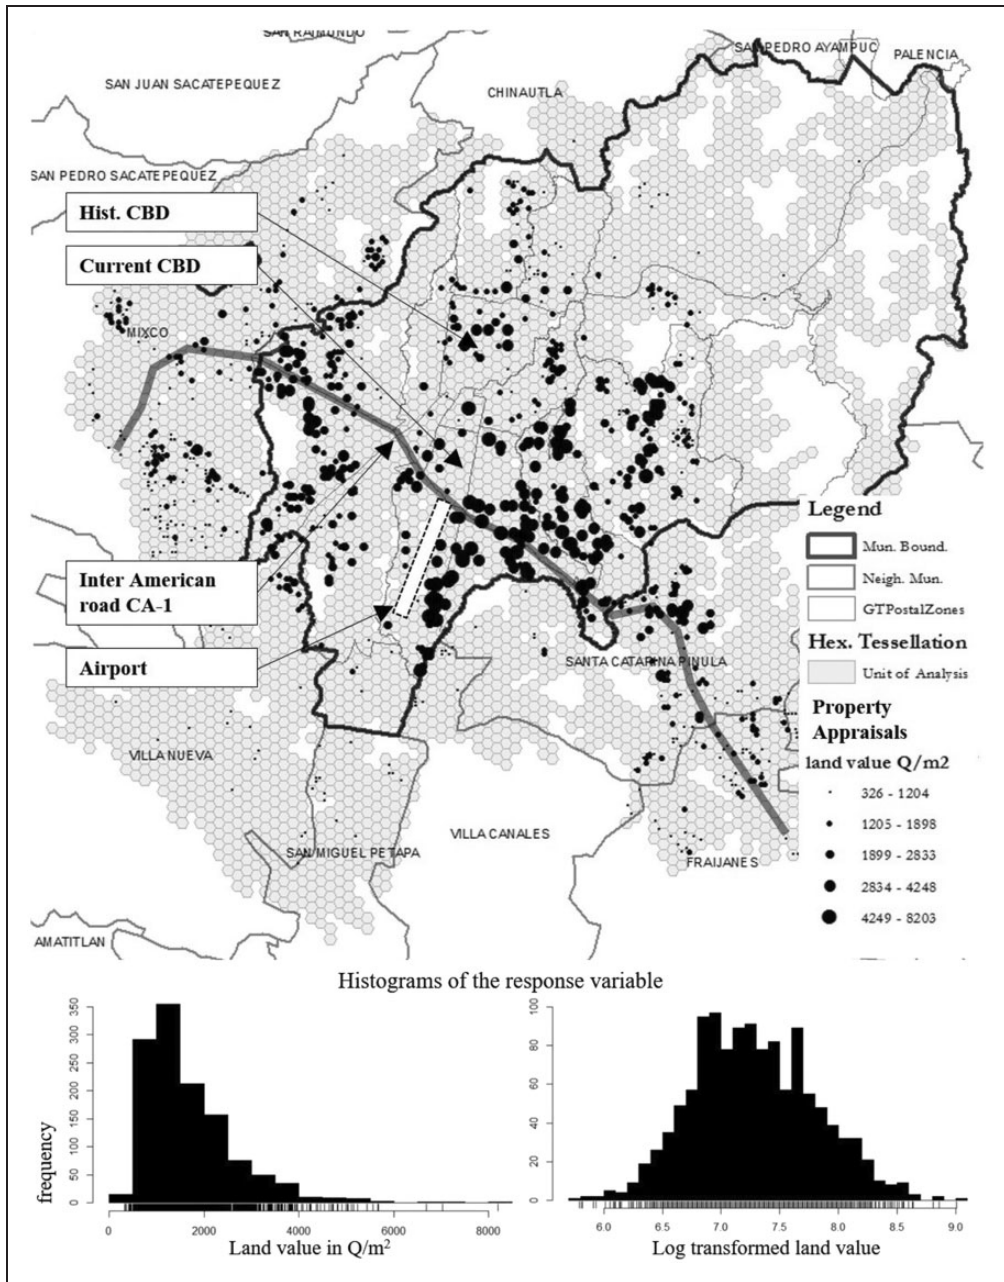 SAN RAIMUNDO
SAN PEDRO AYAMPUC
PALENCIA
SAN JUAN SACATEPEQUEZ
CHINAUTLA
SAN PEDRO SACATEPEQUEZ
Hist. CBD
Current CBD
MIXCO
Inter American
road CA-1
Airport
SANTA CATARINA PINULA
VILLA NUEVA
VILLA CANALES
SAN MIGUEL PETAPA
FRAIJANES
AMATITLAN
Legend
Mun. Bound.
Neigh. Mun.
GTPostalZones
Hex. Tessellation
Unit of Analysis
Property
Appraisals
land value Q/m2
326 - 1204
1205 - 1898
1899 - 2833
2834 - 4248
4249 - 8203
Histograms of the response variable
frequency
0 50 100 150 200 250 300 350
0 2000 4000 6000 8000
Land value in Q/m²
0 20 40 60 80 100
6.0 6.5 7.0 7.5 8.0 8.5 9.0
Log transformed land value